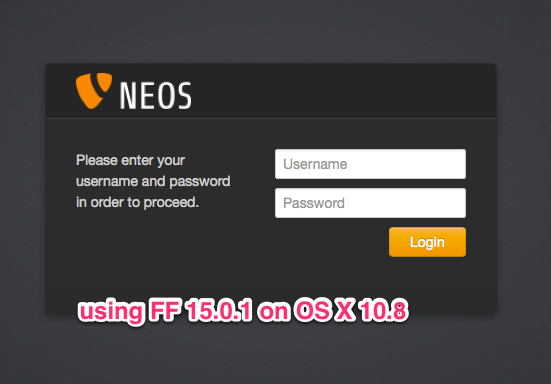 NEOS
Please enter your
username and password
in order to proceed.
Username
Password
Login
using FF 15.0.1 on OS X 10.8